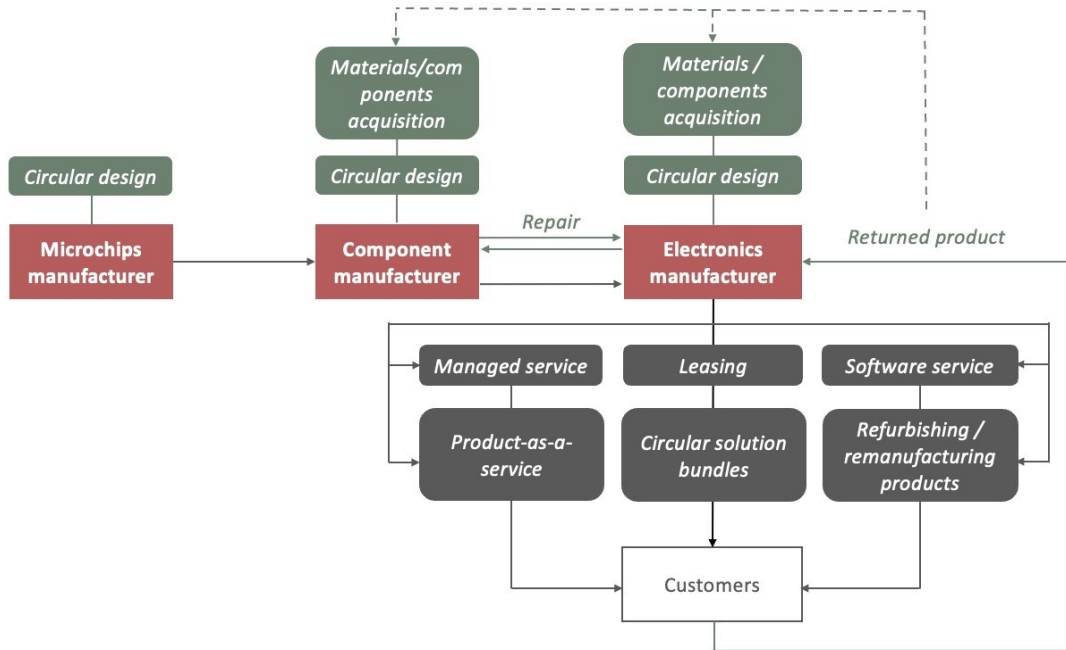 Materials/com
ponents
acquisition
Materials /
components
acquisition
Circular design
Circular design
Circular design
Microchips
manufacturer
Component
manufacturer
Repair
Electronics
manufacturer
Returned product
Managed service
Leasing
Software service
Product-as-a-
service
Circular solution
bundles
Refurbishing /
remanufacturing
products
Customers